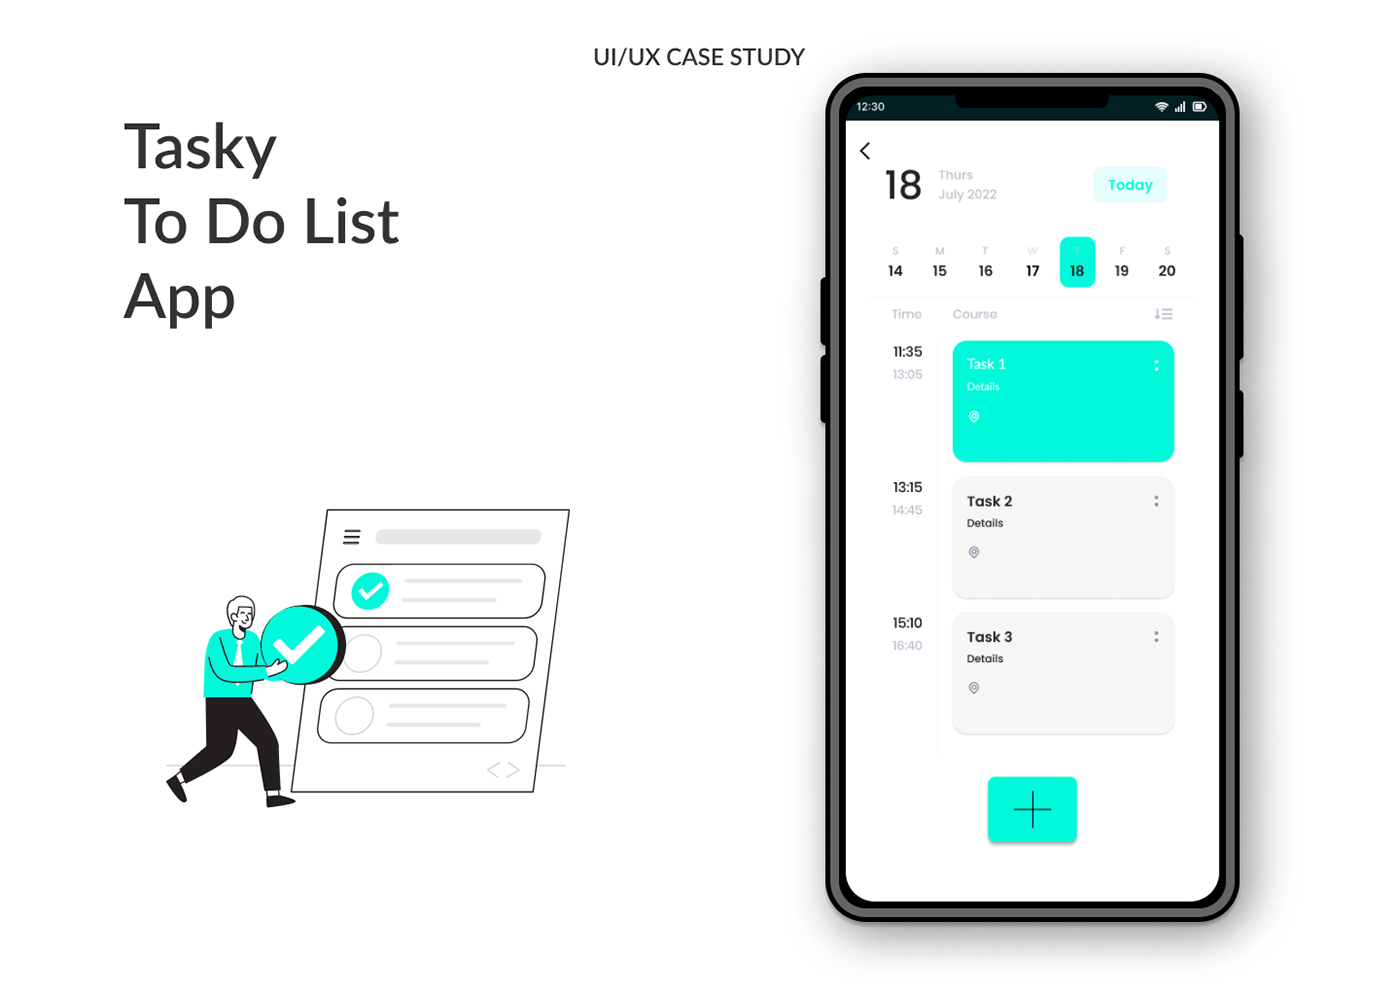 UI/UX CASE STUDY
Tasky
To Do List
App
12:30
18
Thurs
July 2022
Today
S M T W T F S
14 15 16 17 18 19 20
Time Course
11:35
13:05
Task 1
Details
13:15
14:45
Task 2
Details
15:10
16:40
Task 3
Details